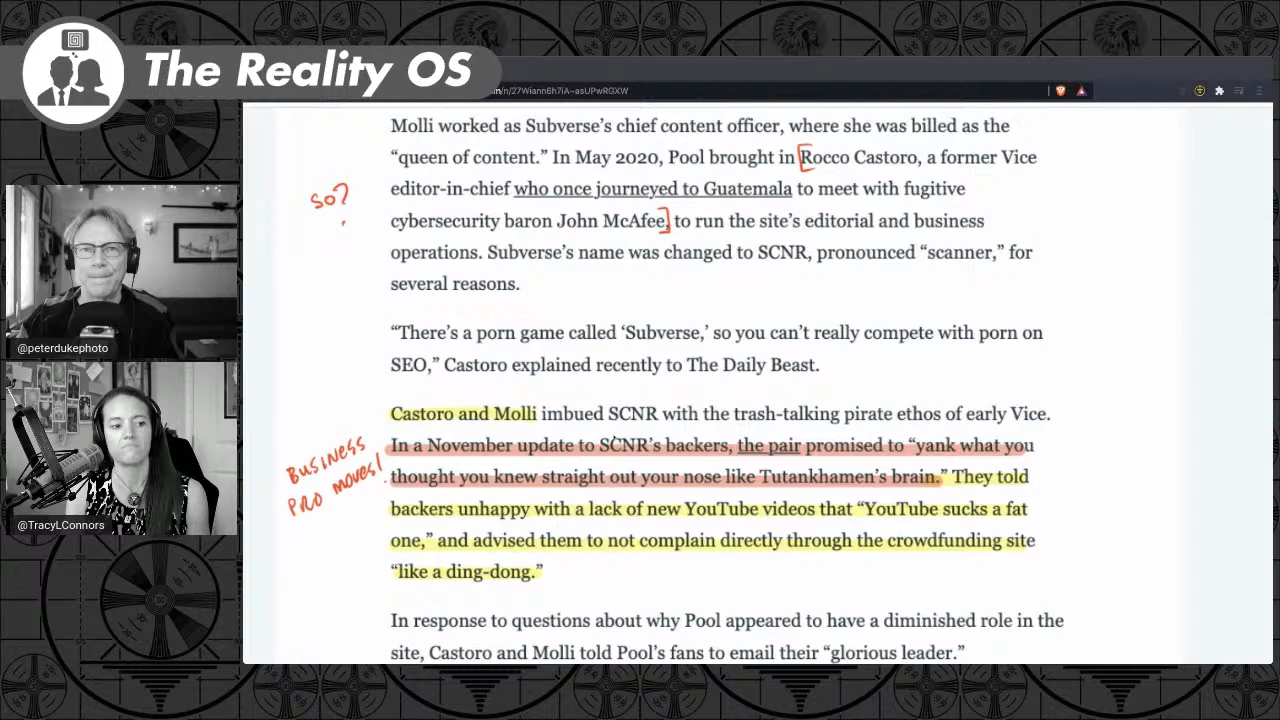 The Reality OS
n/27Wiann6h7iA-asUPwRGXW
Molli worked as Subverse’s chief content officer, where she was billed as the
“queen of content.” In May 2020, Pool brought in Rocco Castoro, a former Vice
editor-in-chief who once journeyed to Guatemala to meet with fugitive
cybersecurity baron John McAfee, to run the site’s editorial and business
operations. Subverse’s name was changed to SCNR, pronounced “scanner,” for
several reasons.
so?
“There’s a porn game called ‘Subverse,’ so you can’t really compete with porn on
SEO,” Castoro explained recently to The Daily Beast.
Castoro and Molli imbued SCNR with the trash-talking pirate ethos of early Vice.
In a November update to SCNR’s backers, the pair promised to “yank what you
thought you knew straight out your nose like Tutankhamen’s brain.” They told
backers unhappy with a lack of new YouTube videos that “YouTube sucks a fat
one,” and advised them to not complain directly through the crowdfunding site
“like a ding-dong.”
BUSINESS
PRO MOVES!
In response to questions about why Pool appeared to have a diminished role in the
site, Castoro and Molli told Pool’s fans to email their “glorious leader.”
@peterdukephoto
@TracyLConnors